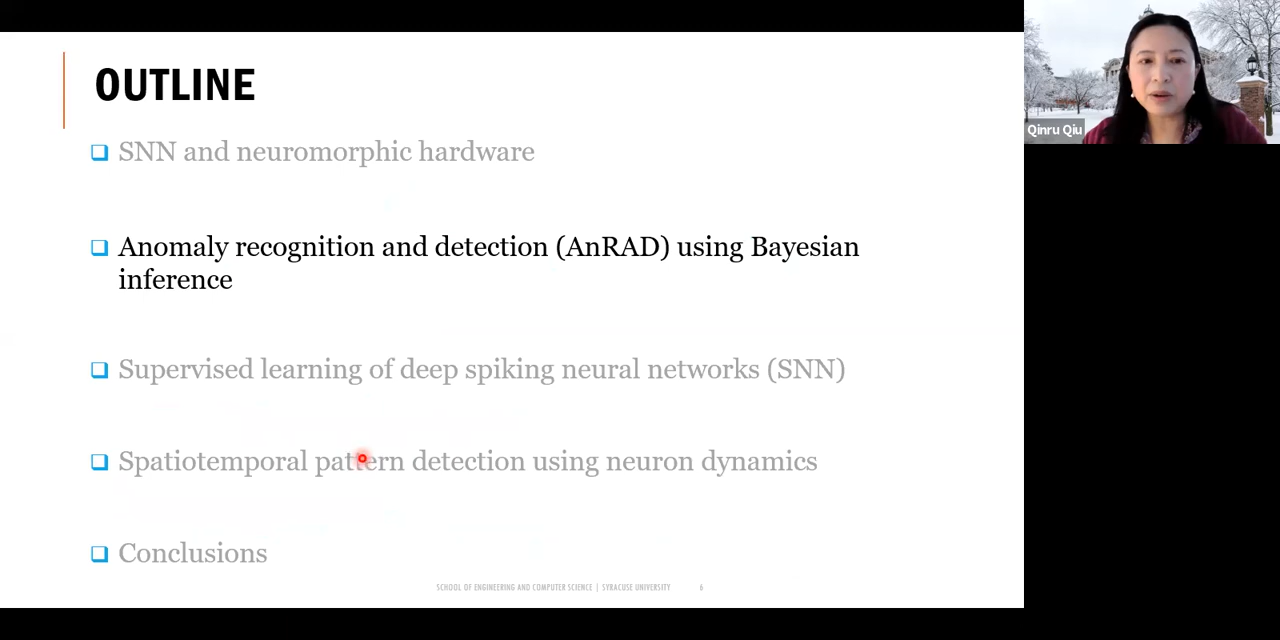 OUTLINE
SNN and neuromorphic hardware
Anomaly recognition and detection (AnRAD) using Bayesian
inference
Supervised learning of deep spiking neural networks (SNN)
Spatiotemporal pattern detection using neuron dynamics
Conclusions
SCHOOL OF ENGINEERING AND COMPUTER SCIENCE | SYRACUSE UNIVERSITY 6
Qinru Qiu